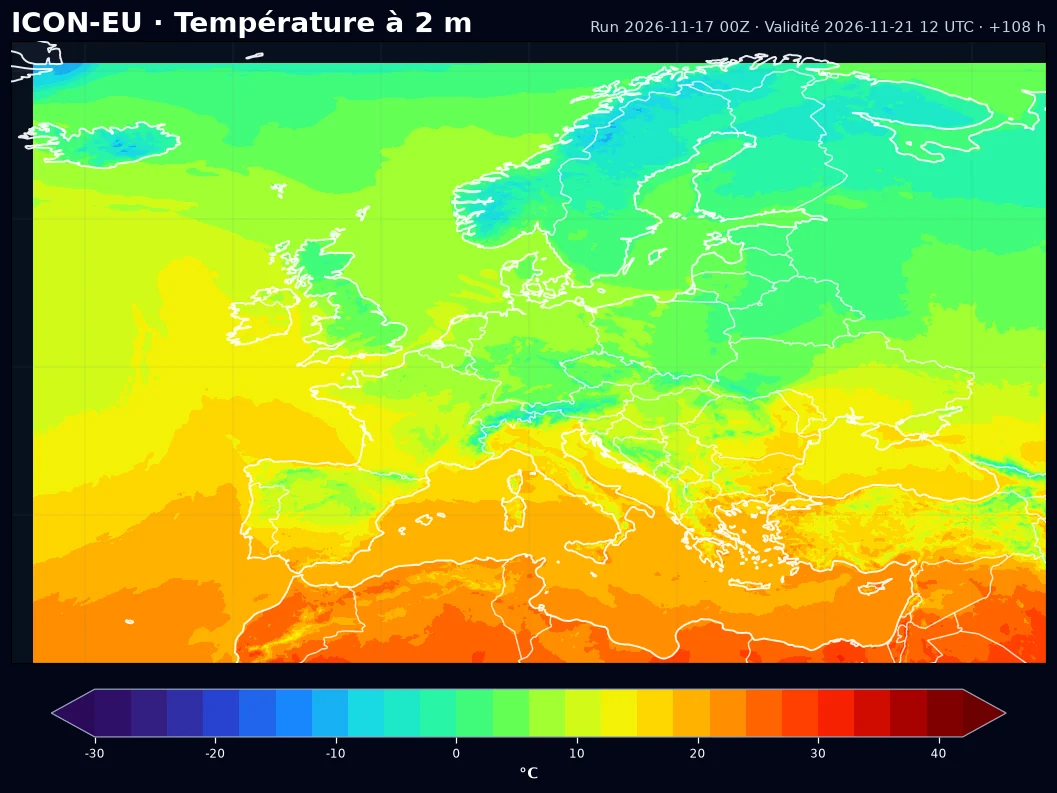 ICON-EU · Température à 2 m
Run 2026-11-17 00Z · Validité 2026-11-21 12 UTC · +108 h
-30 -20 -10 0 10 20 30 40
°C